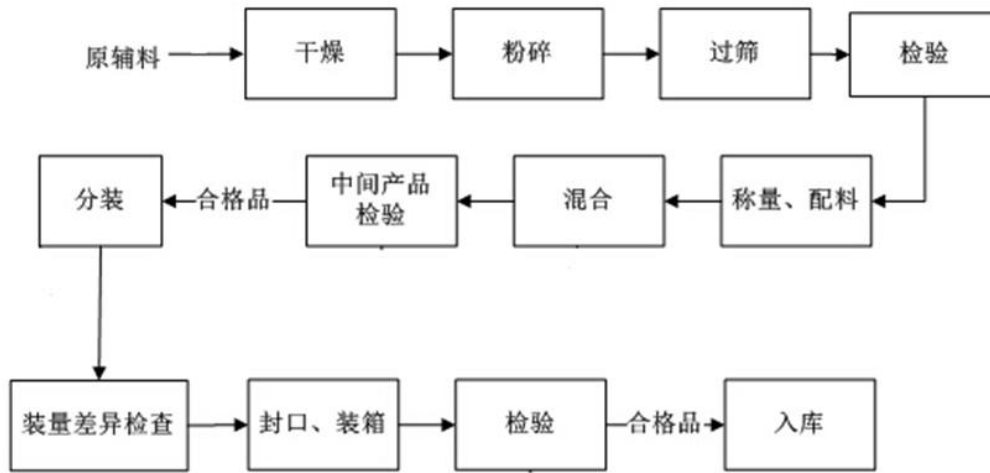 原辅料
干燥
粉碎
过筛
检验
称量、配料
混合
中间产品
检验
合格品
分装
装量差异检查
封口、装箱
检验
合格品
入库